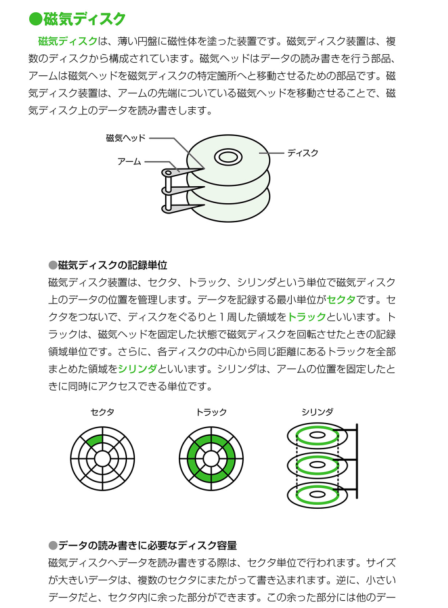 ●磁気ディスク
磁気ディスクは、薄い円盤に磁性体を塗った装置です。磁気ディスク装置は、複
数のディスクから構成されています。磁気ヘッドはデータの読み書きを行う部品、
アームは磁気ヘッドを磁気ディスクの特定箇所へと移動させるための部品です。磁
気ディスク装置は、アームの先端についている磁気ヘッドを移動させることで、磁
気ディスク上のデータを読み書きします。
磁気ヘッド
ディスク
アーム
●磁気ディスクの記録単位
磁気ディスク装置は、セクタ、トラック、シリンダという単位で磁気ディスク
上のデータの位置を管理します。データを記録する最小単位がセクタです。セ
クタをつないで、ディスクをぐるりと1周した領域をトラックといいます。ト
ラックは、磁気ヘッドを固定した状態で磁気ディスクを回転させたときの記録
領域単位です。さらに、各ディスクの中心から同じ距離にあるトラックを全部
まとめた領域をシリンダといいます。シリンダは、アームの位置を固定したと
きに同時にアクセスできる単位です。
セクタ
トラック
シリンダ
●データの読み書きに必要なディスク容量
磁気ディスクへデータを読み書きする際は、セクタ単位で行われます。サイズ
が大きいデータは、複数のセクタにまたがって書き込まれます。逆に、小さい
データだと、セクタ内に余った部分ができます。この余った部分には他のデー